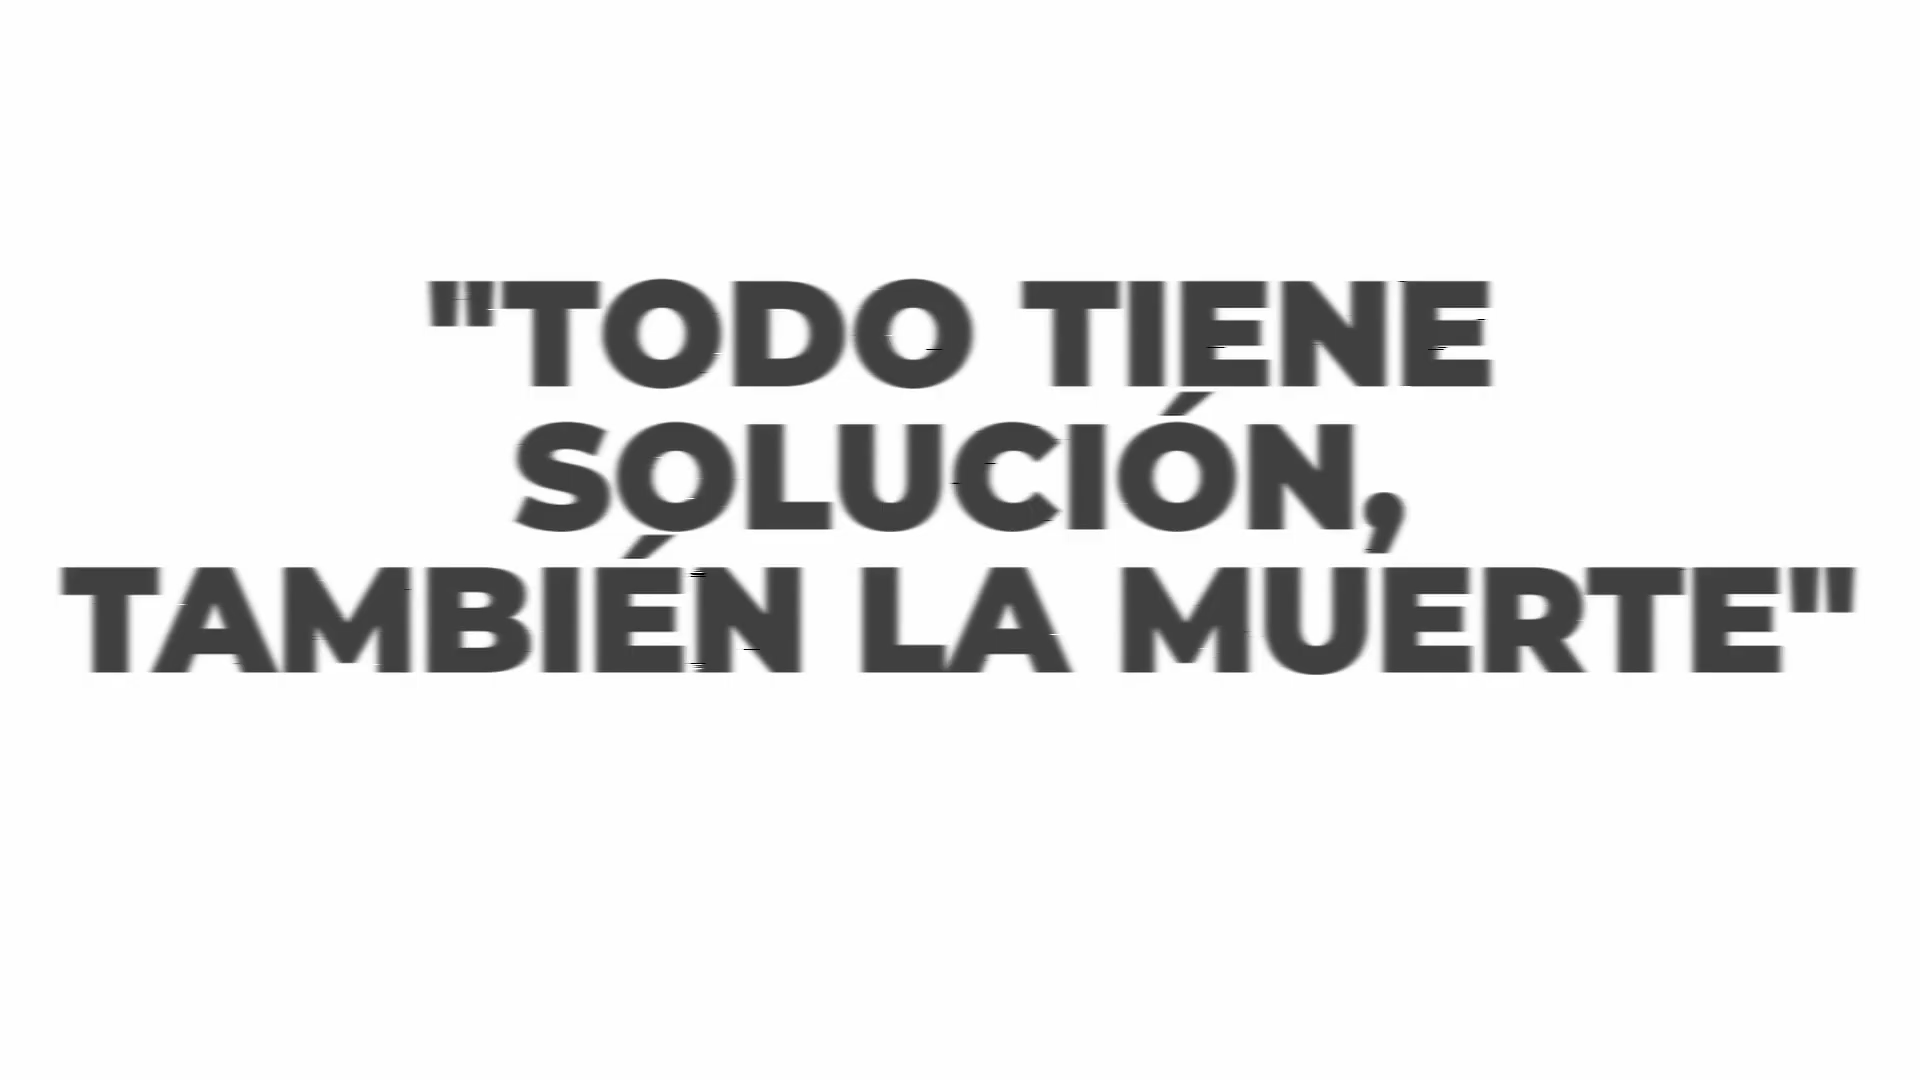 "TODO TIENE
SOLUCIÓN,
TAMBIÉN LA MUERTE"